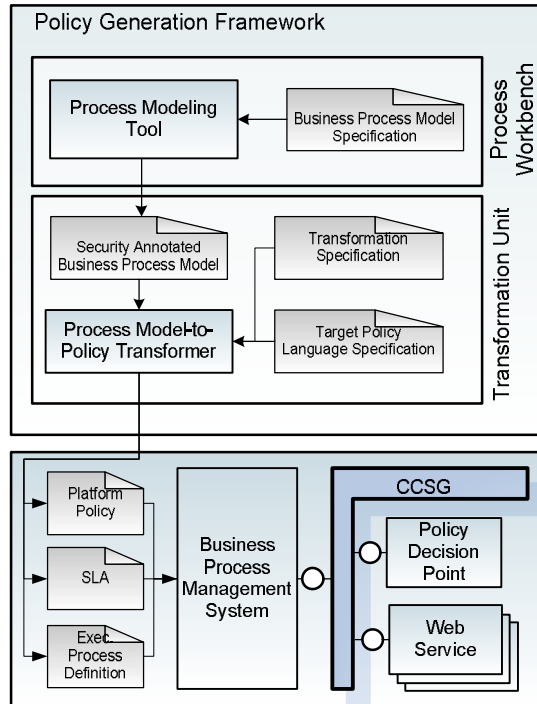 Policy Generation Framework
Process Modeling
Tool
Business Process Model
Specification
Process
Workbench
Security Annotated
Business Process Model
Transformation
Specification
Process Model-to-
Policy Transformer
Target Policy
Language Specification
Transformation Unit
Platform
Policy
SLA
Exec.
Process
Definition
Business
Process
Management
System
CCSG
Policy
Decision
Point
Web
Service